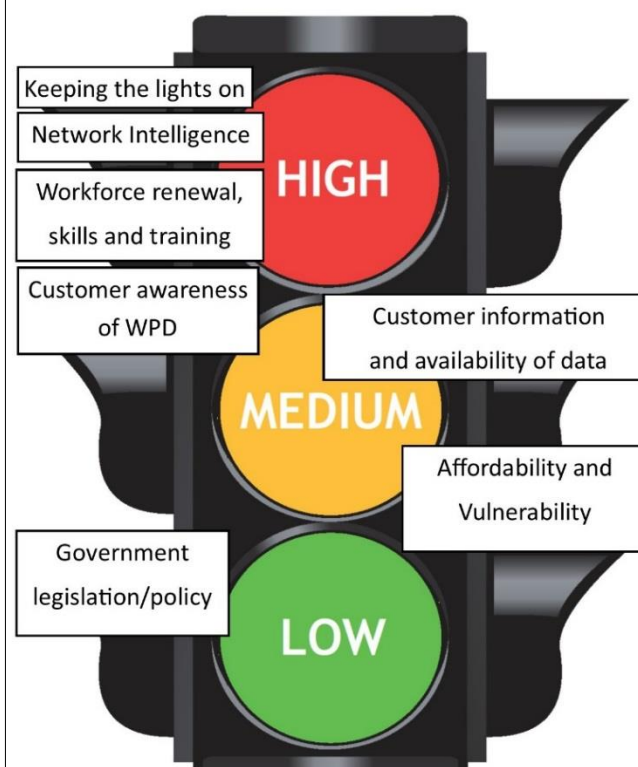 Keeping the lights on
Network Intelligence
HIGH
Workforce renewal,
skills and training
Customer awareness
of WPD
Customer information
and availability of data
MEDIUM
Affordability and
Vulnerability
Government
legislation/policy
LOW